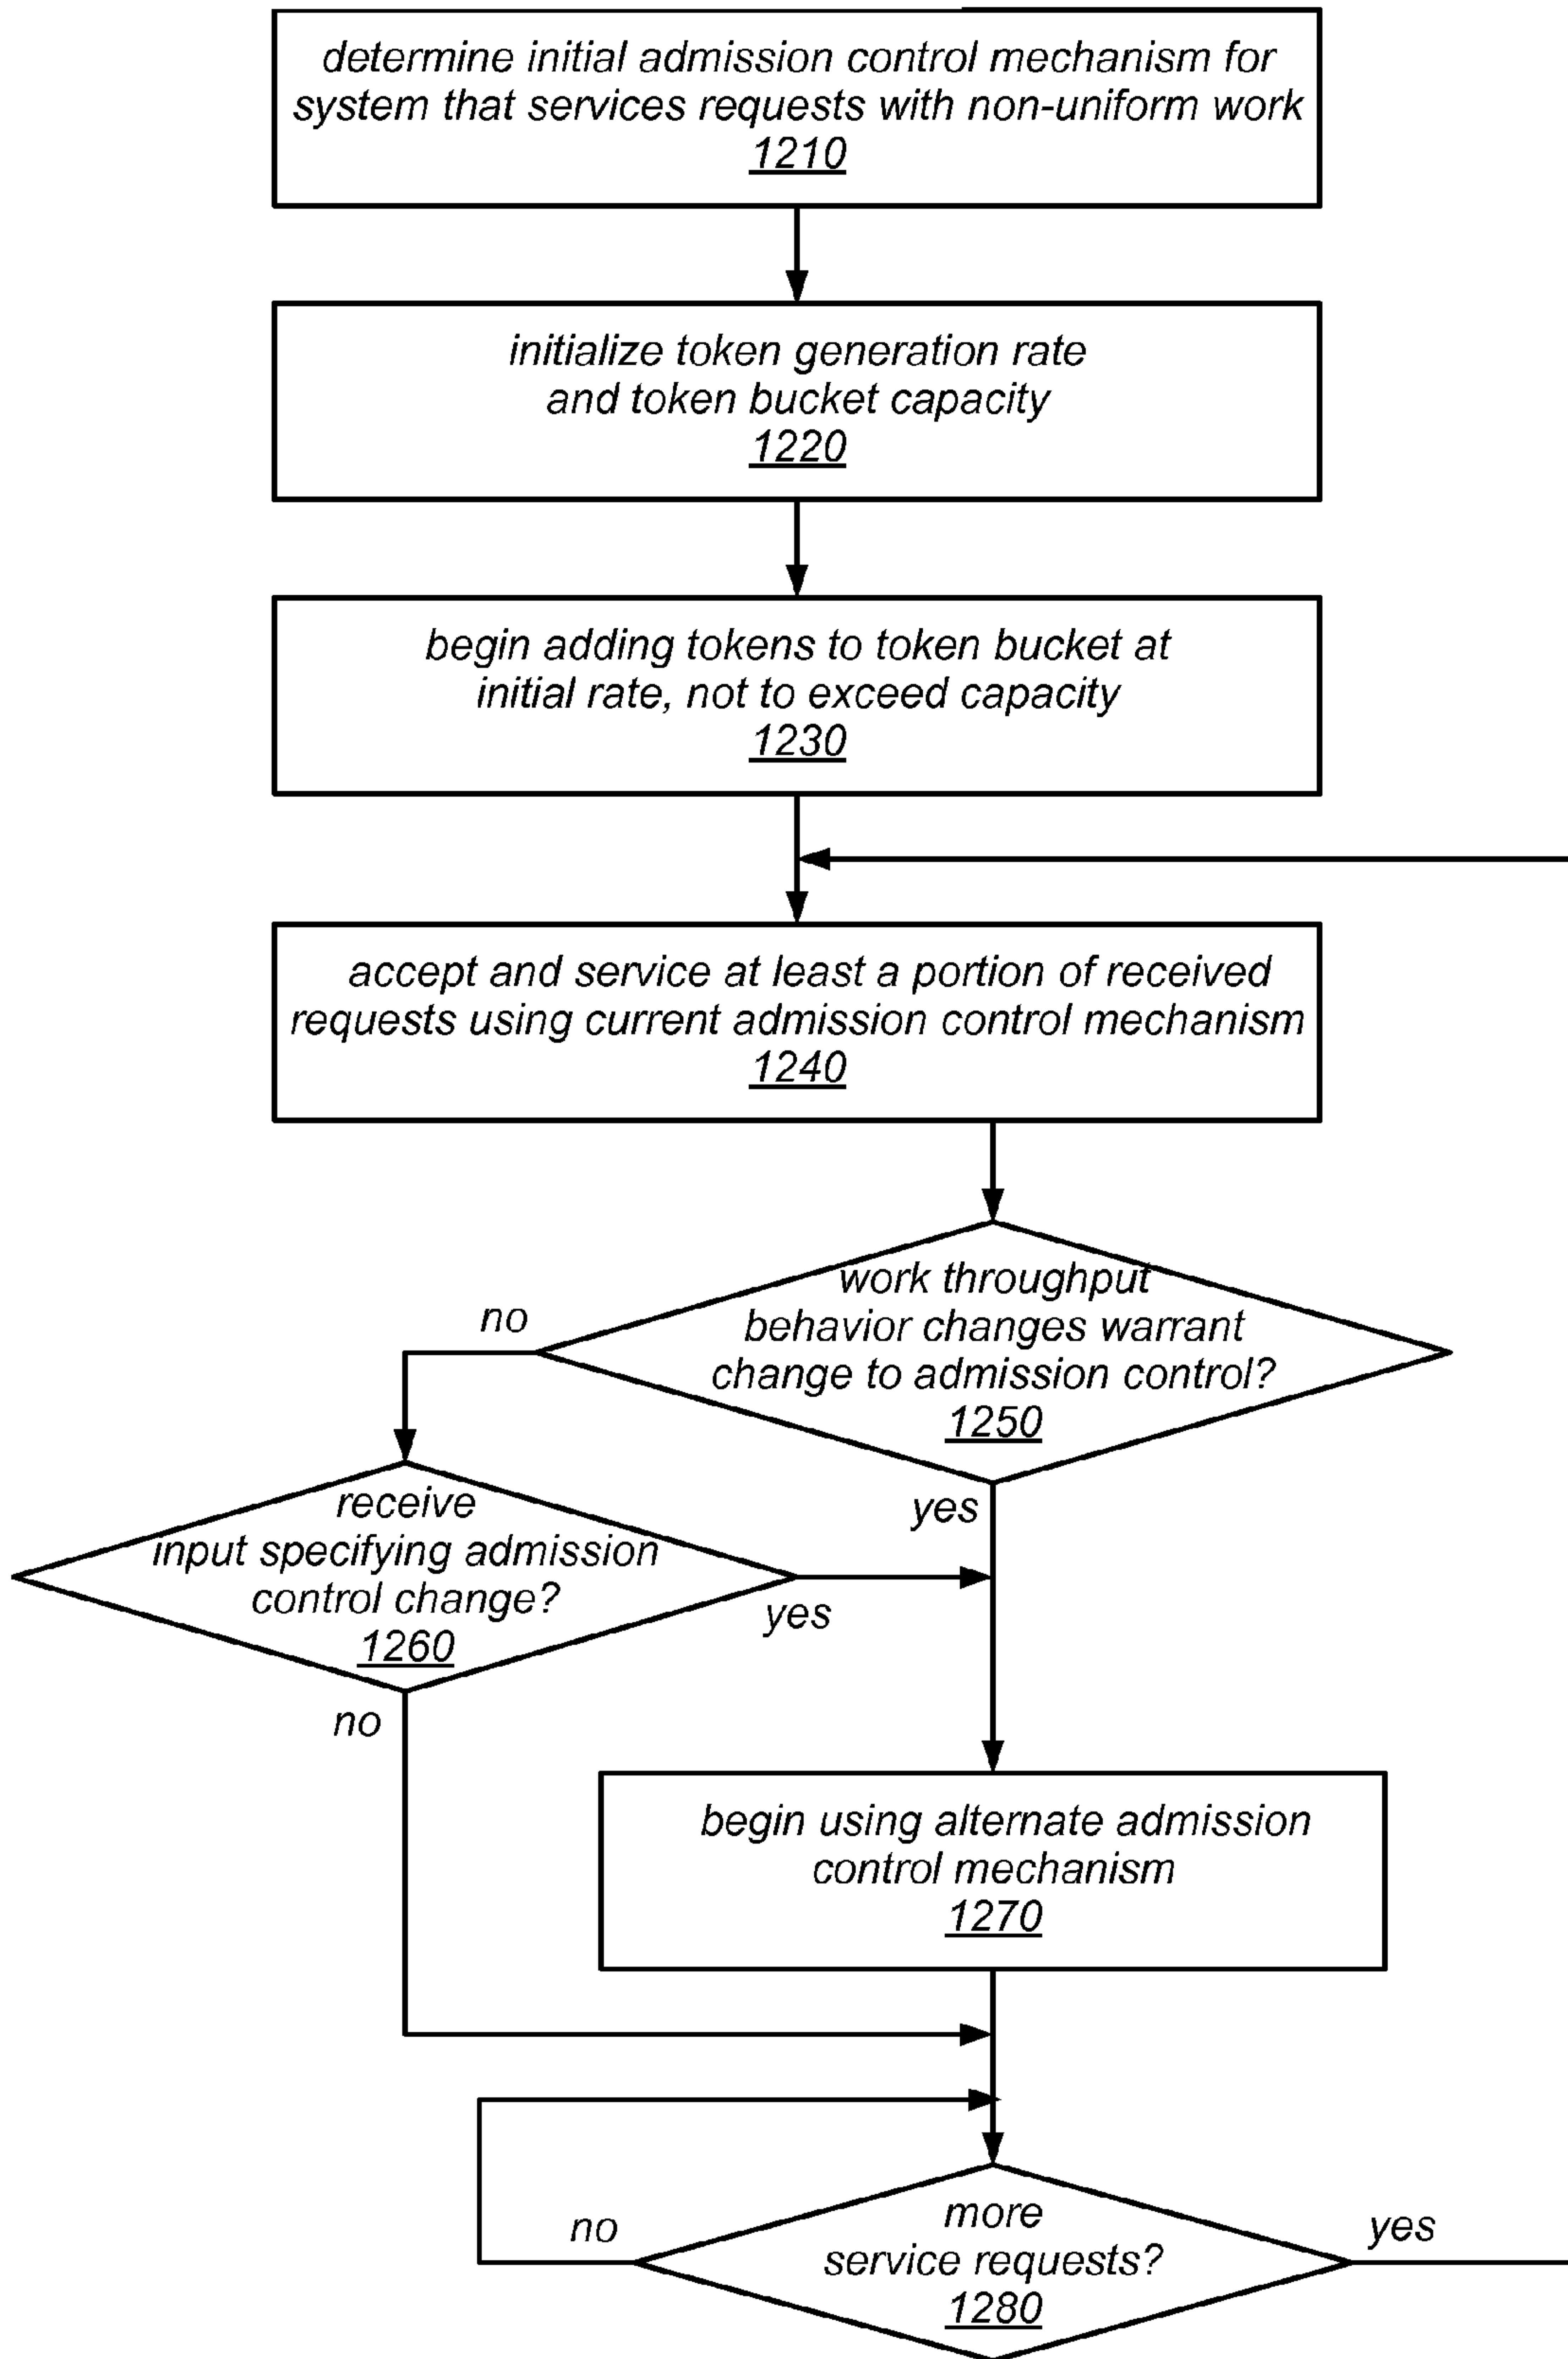 determine initial admission control mechanism for
system that services requests with non-uniform work
1210
initialize token generation rate
and token bucket capacity
1220
begin adding tokens to token bucket at
initial rate, not to exceed capacity
1230
accept and service at least a portion of received
requests using current admission control mechanism
1240
work throughput
behavior changes warrant
change to admission control?
1250
no
yes
receive
input specifying admission
control change?
1260
yes
no
begin using alternate admission
control mechanism
1270
more
service requests?
1280
no
yes